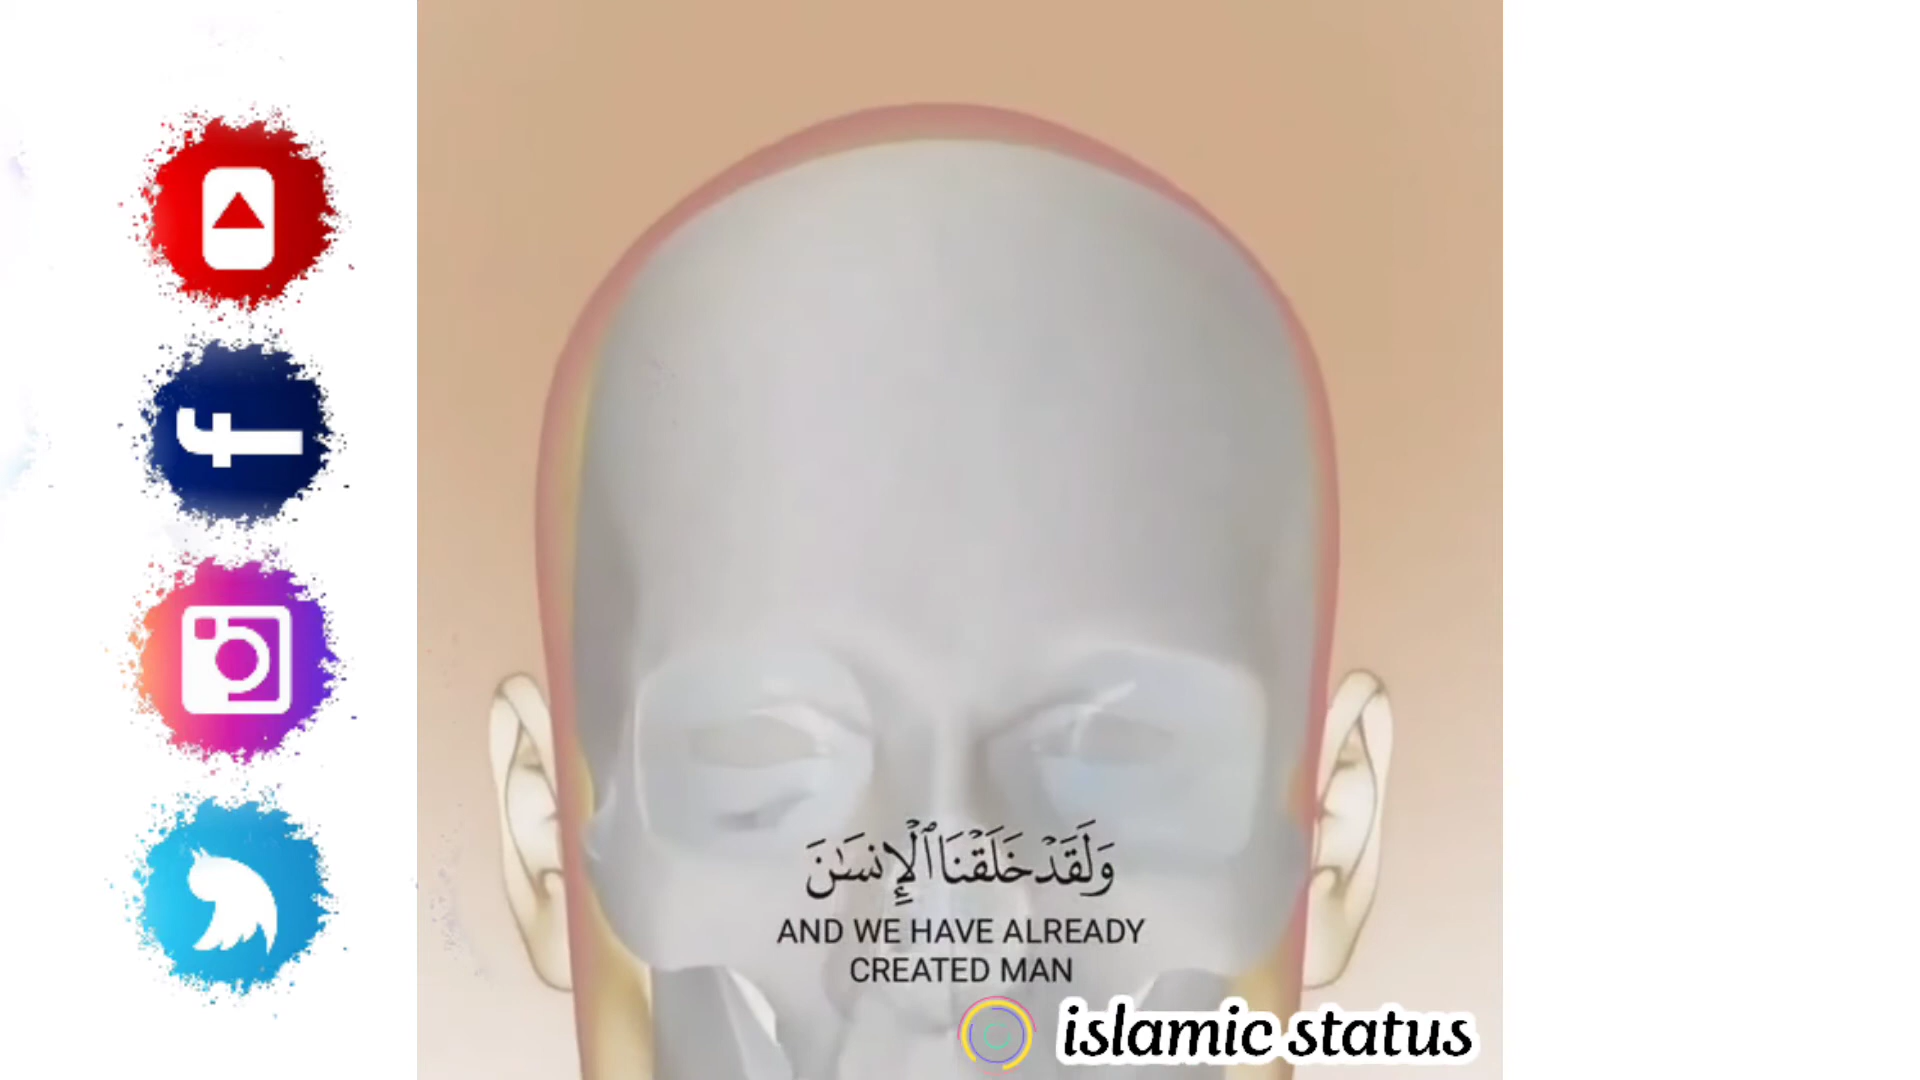 وَلَقَدْ خَلَقْنَا ٱلْإِنسَـٰنَ
AND WE HAVE ALREADY
CREATED MAN
islamic status